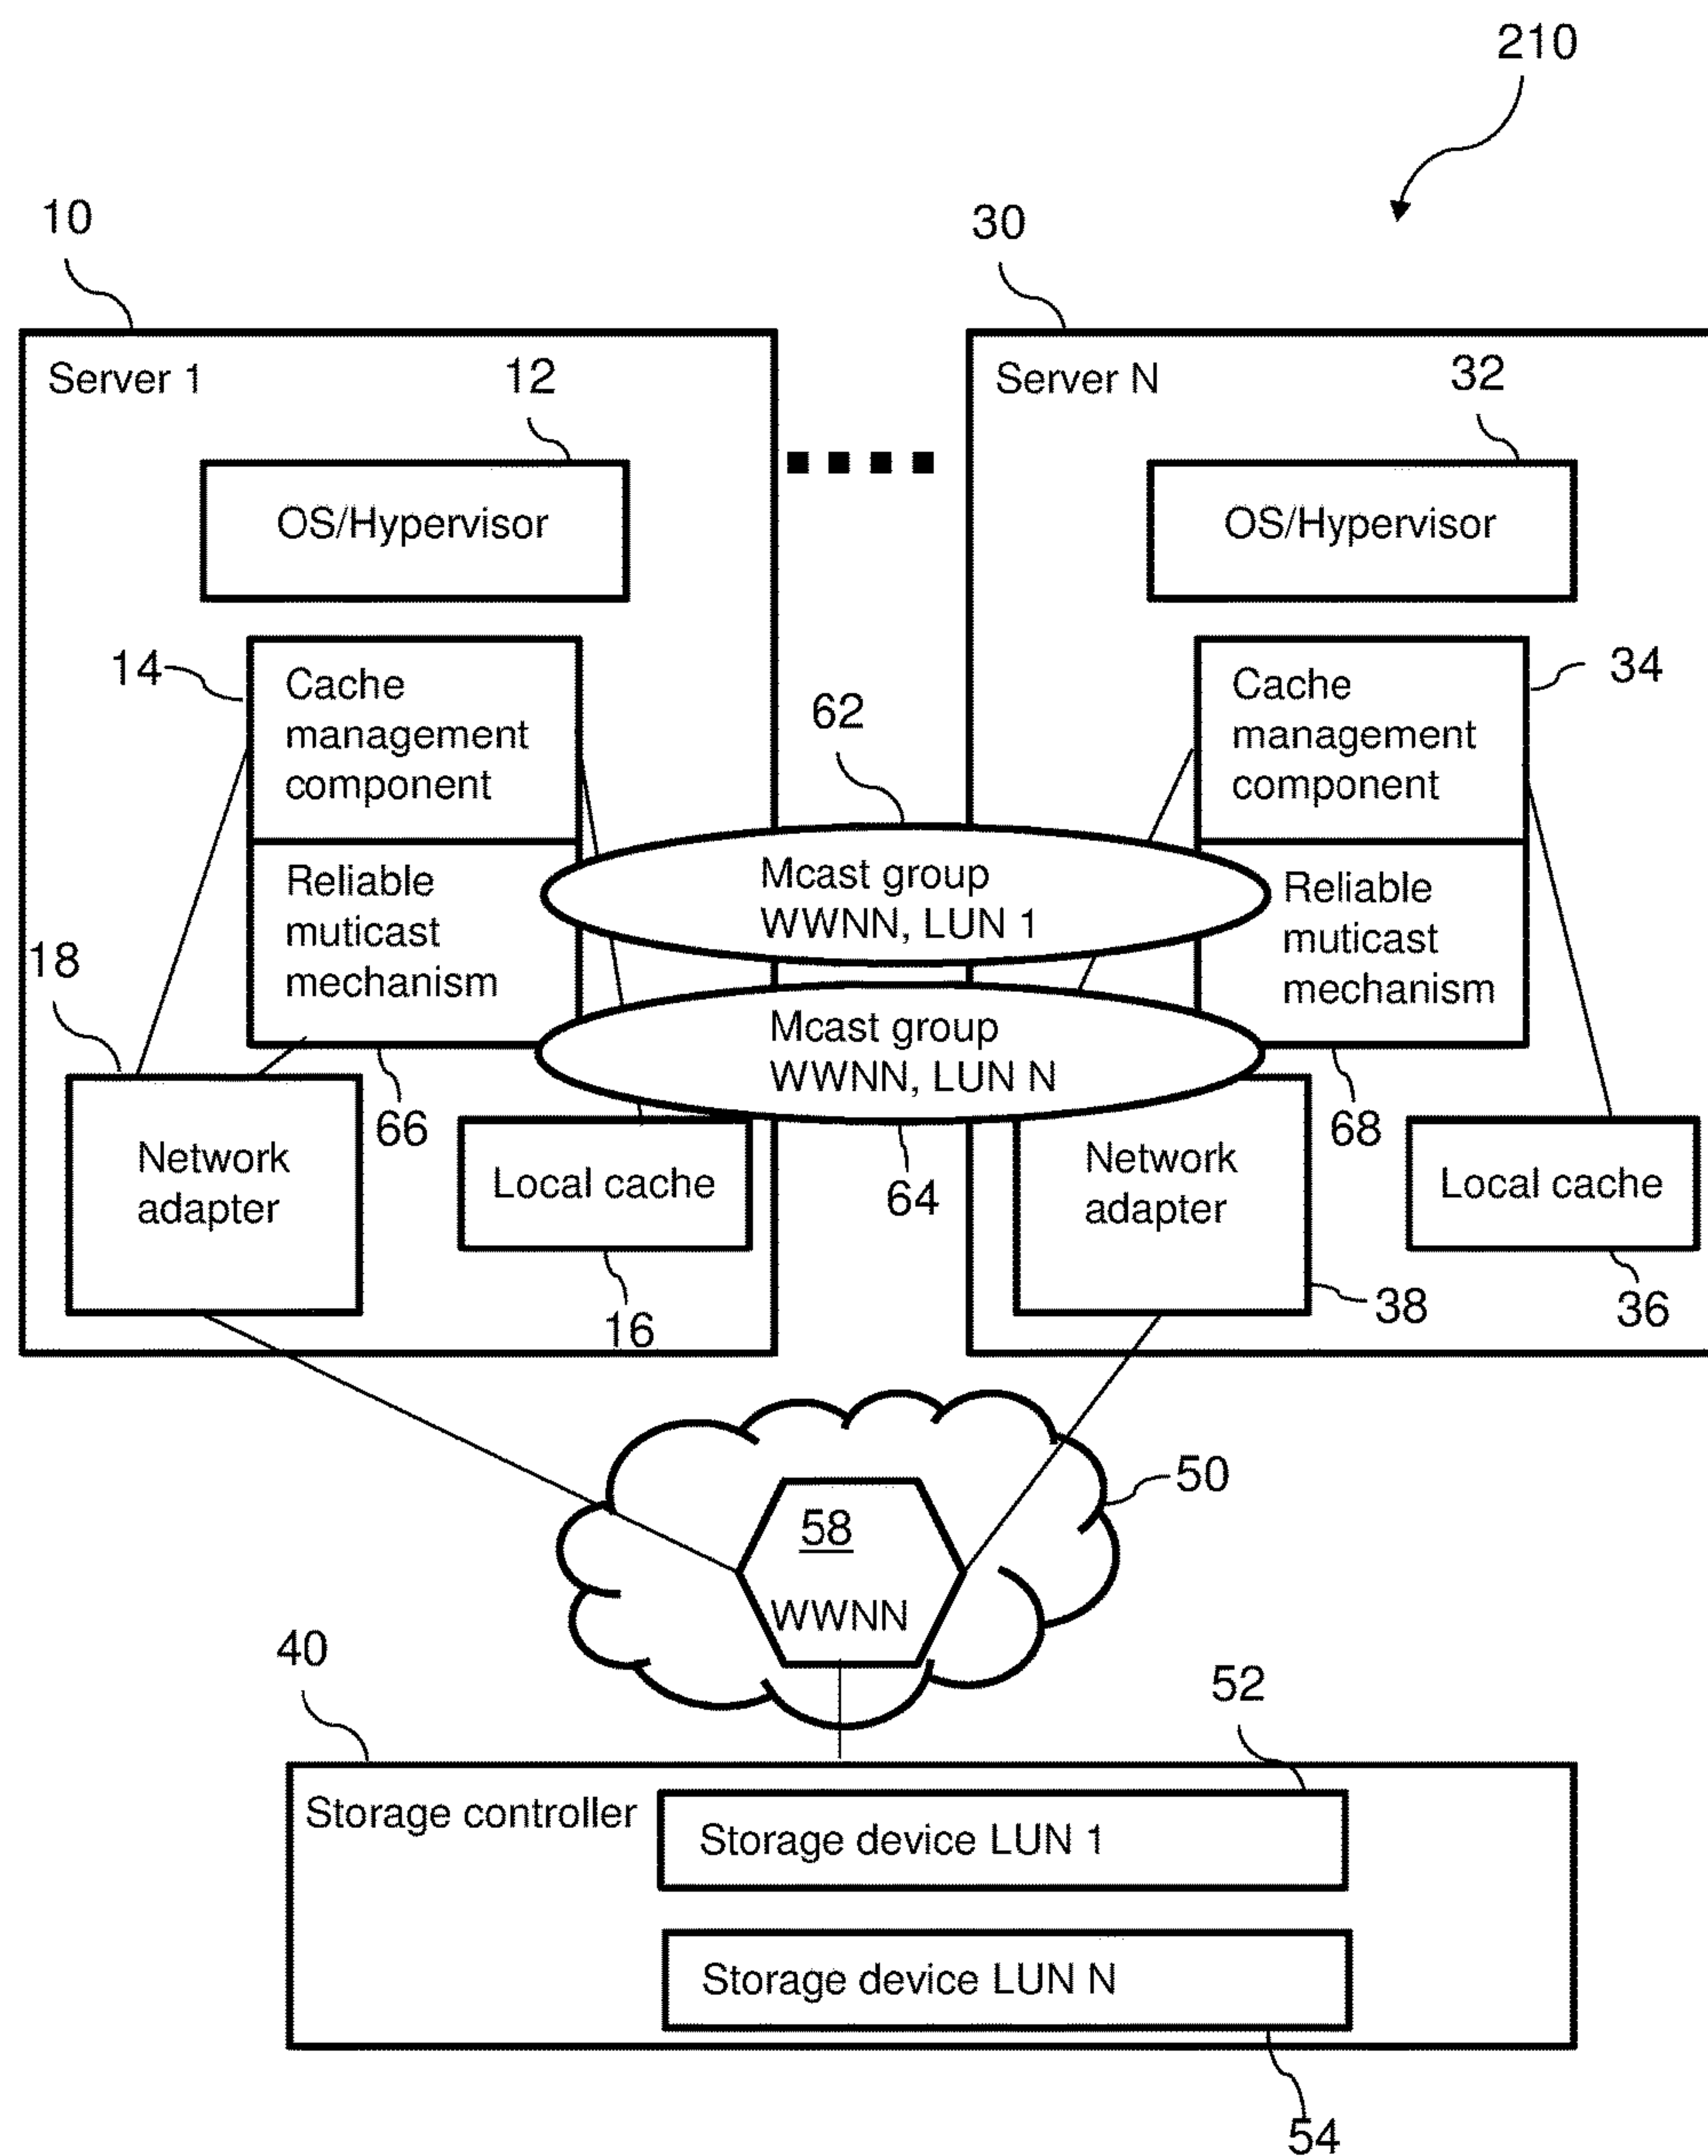 210
10
30
Server 1
12
Server N
32
OS/Hypervisor
OS/Hypervisor
14
Cache
management
component
62
Cache
management
component
34
Reliable
muticast
mechanism
Mcast group
WWNN, LUN 1
Reliable
muticast
mechanism
18
Mcast group
WWNN, LUN N
66
68
Network
adapter
Local cache
64
Network
adapter
Local cache
16
38
36
50
58
WWNN
40
52
Storage controller
Storage device LUN 1
Storage device LUN N
54